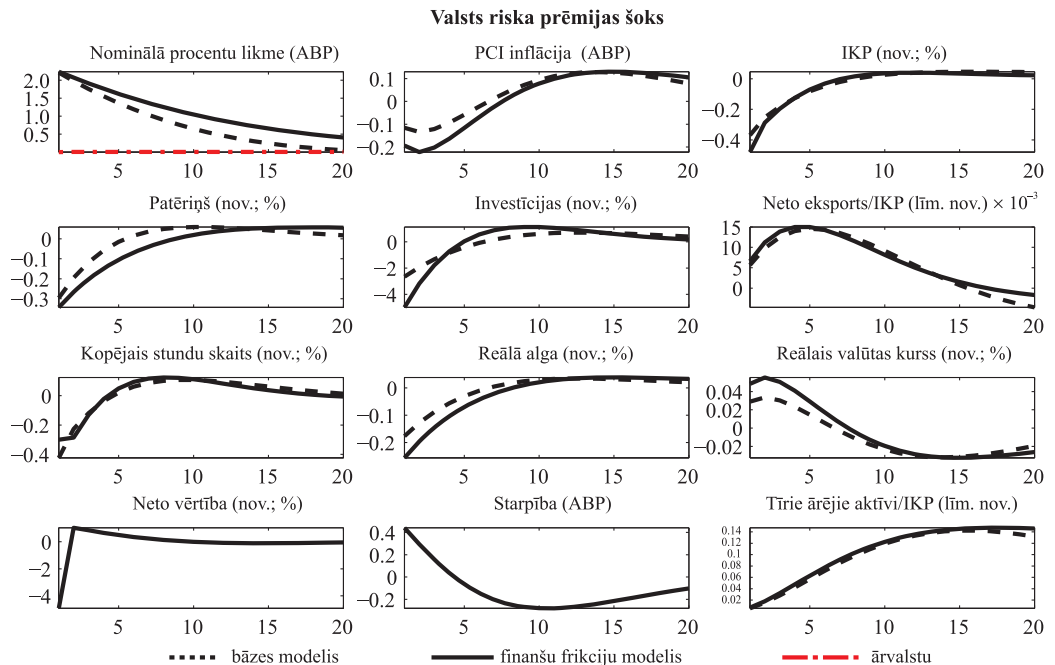 Valsts riska prēmijas šoks
Nominālā procentu likme (ABP)
2.0
1.5
1.0
0.5
5 10 15 20
PCI inflācija (ABP)
0.1
0
−0.1
−0.2
5 10 15 20
IKP (nov.; %)
0
−0.2
−0.4
5 10 15 20
Patēriņš (nov.; %)
0
−0.1
−0.2
−0.3
5 10 15 20
Investīcijas (nov.; %)
0
−2
−4
5 10 15 20
Neto eksports/IKP (līm. nov.) × 10⁻³
15
10
5
0
5 10 15 20
Kopējais stundu skaits (nov.; %)
0
−0.2
−0.4
5 10 15 20
Reālā alga (nov.; %)
0
−0.1
−0.2
5 10 15 20
Reālais valūtas kurss (nov.; %)
0.04
0.02
0
−0.02
5 10 15 20
Neto vērtība (nov.; %)
0
−2
−4
5 10 15 20
Starpība (ABP)
0.4
0.2
0
−0.2
5 10 15 20
Tīrie ārējie aktīvi/IKP (līm. nov.)
0.14
0.12
0.10
0.08
0.06
0.04
0.02
5 10 15 20
bāzes modelis finanšu frikciju modelis ārvalstu